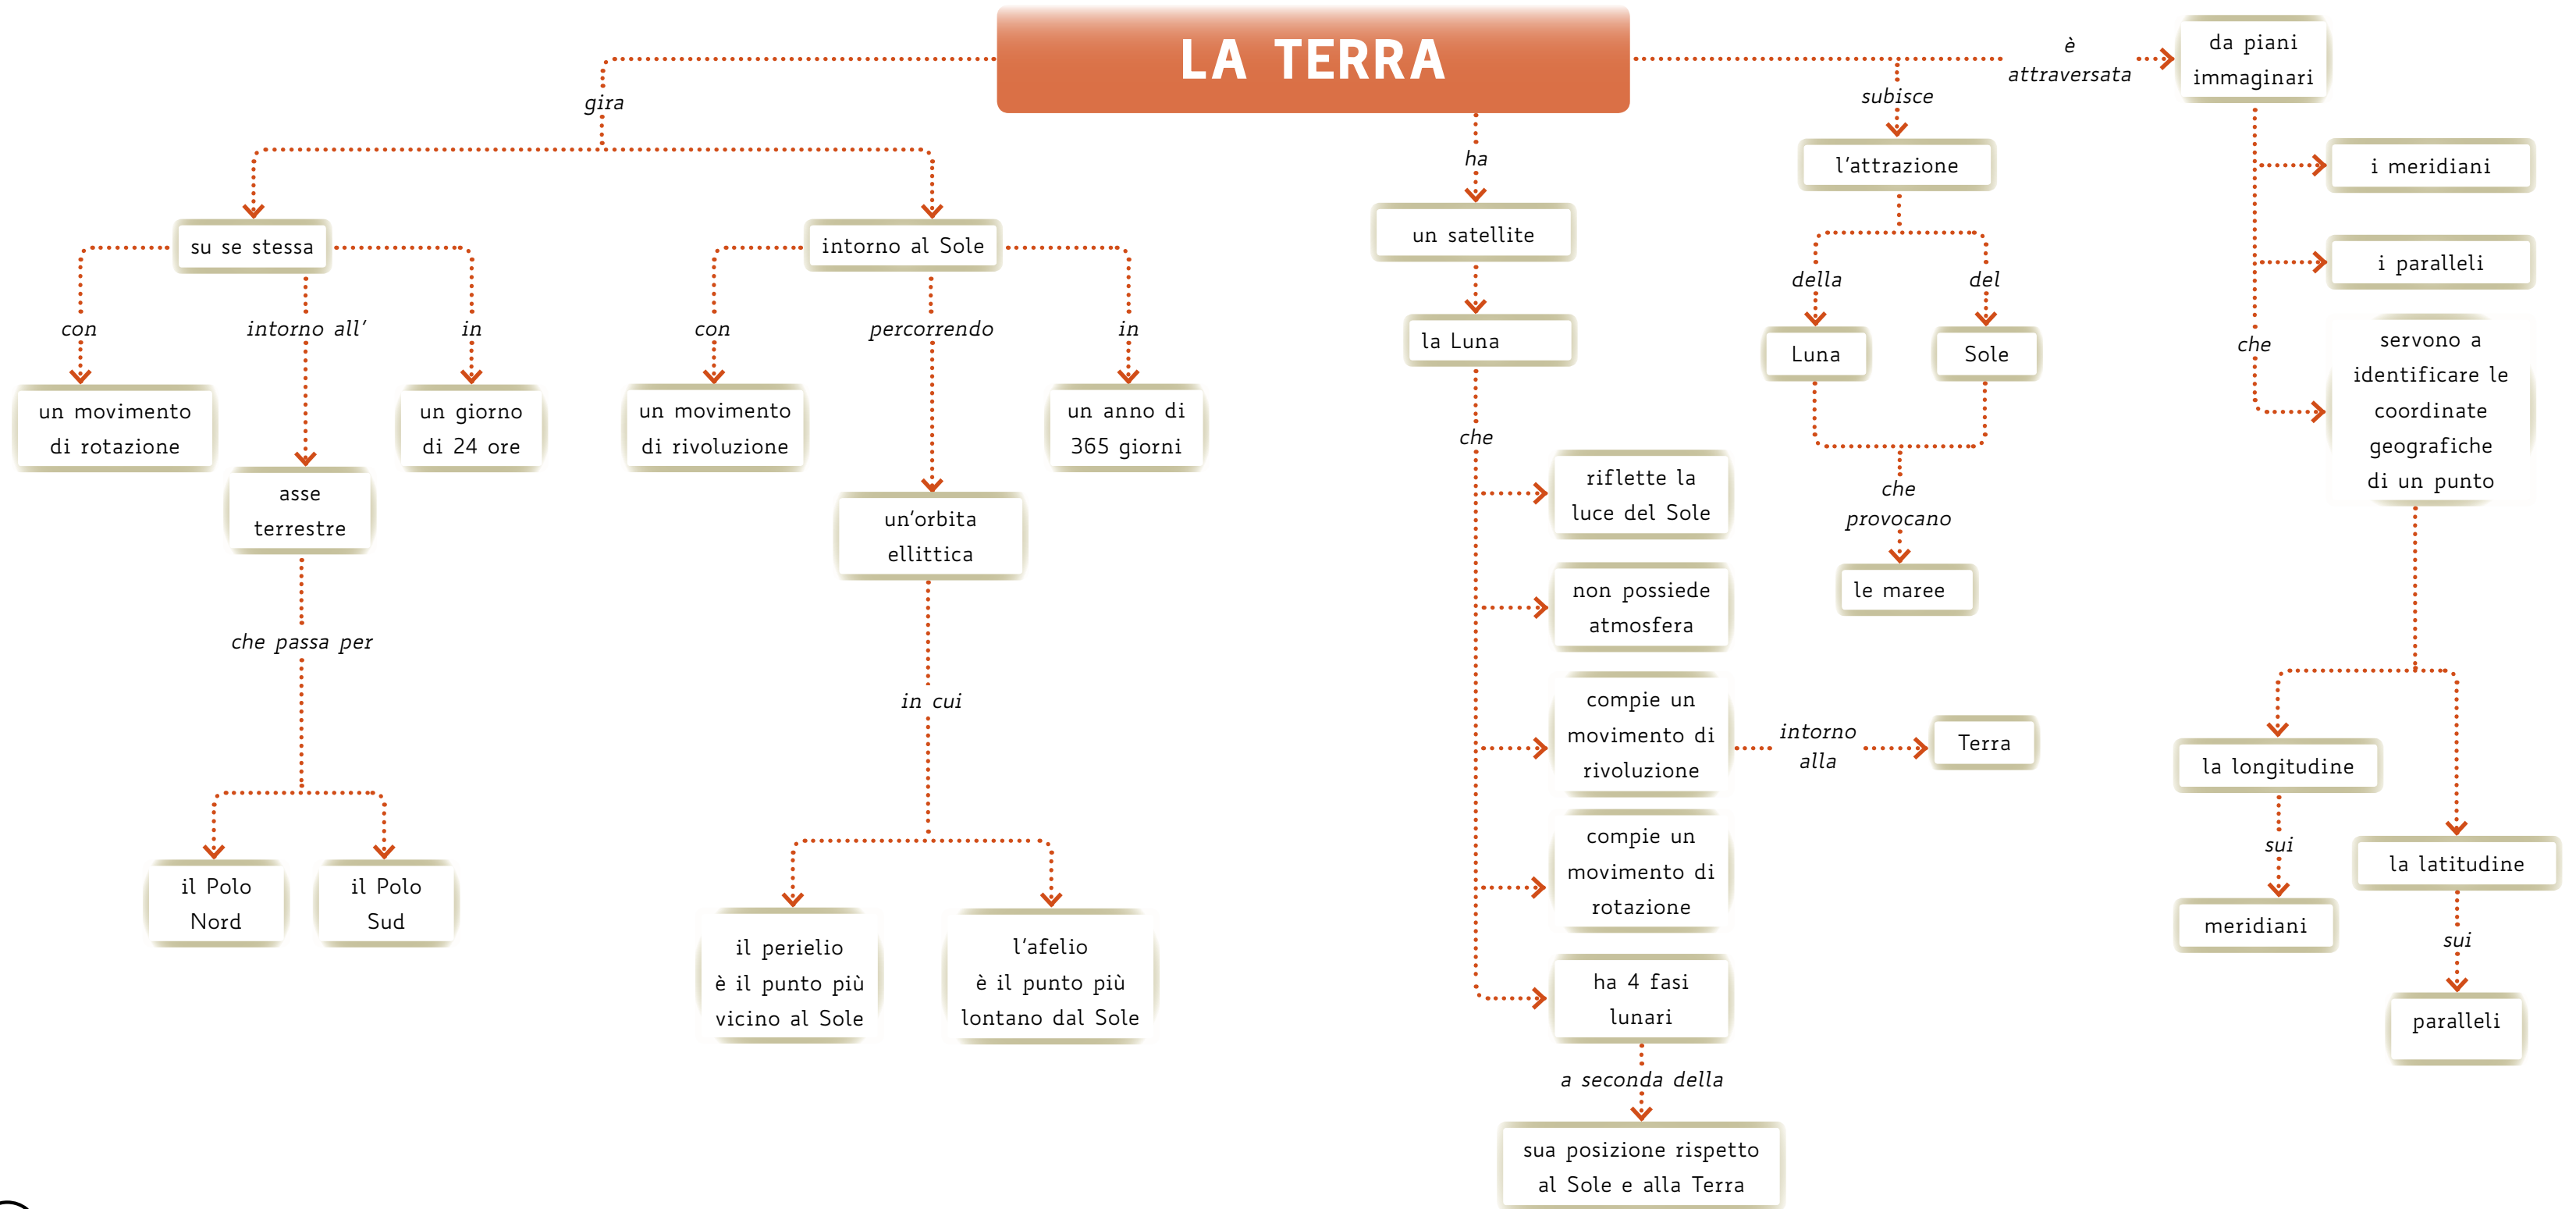 LA TERRA
gira
su se stessa
con
un movimento
di rotazione
intorno all'
asse
terrestre
che passa per
il Polo
Nord
il Polo
Sud
in
un giorno
di 24 ore
intorno al Sole
con
un movimento
di rivoluzione
percorrendo
un'orbita
ellittica
in cui
il perielio
è il punto più
vicino al Sole
l'afelio
è il punto più
lontano dal Sole
in
un anno di
365 giorni
ha
un satellite
la Luna
che
riflette la
luce del Sole
non possiede
atmosfera
compie un
movimento di
rivoluzione
intorno
alla
Terra
compie un
movimento di
rotazione
ha 4 fasi
lunari
a seconda della
sua posizione rispetto
al Sole e alla Terra
subisce
l'attrazione
della
Luna
del
Sole
che
provocano
le maree
è
attraversata
da piani
immaginari
i meridiani
i paralleli
che
servono a
identificare le
coordinate
geografiche
di un punto
la longitudine
sui
meridiani
la latitudine
sui
paralleli